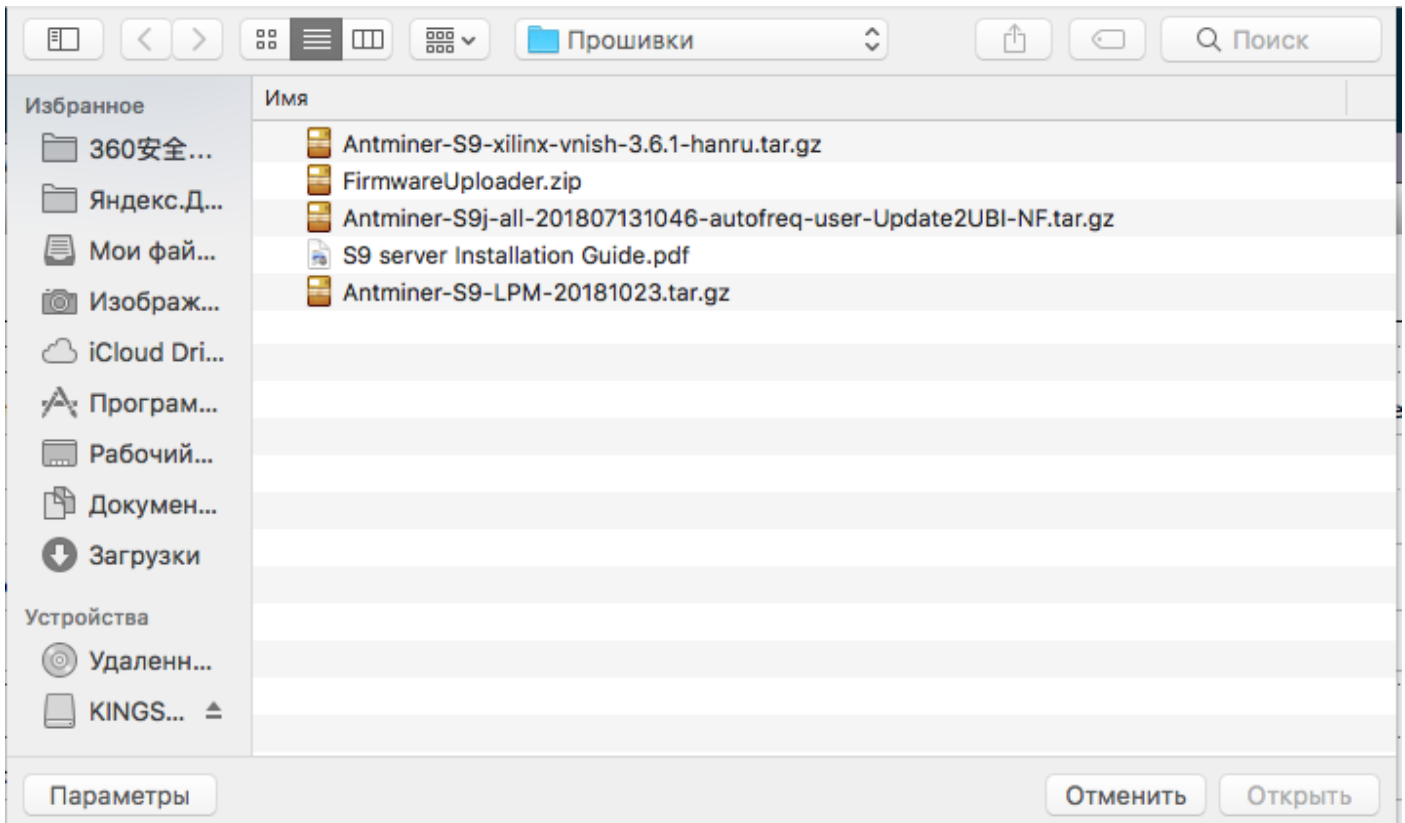 Прошивки
Поиск
Избранное
360安全...
Яндекс.Д...
Мои фай...
Изображ...
iCloud Dri...
Програм...
Рабочий...
Докумен...
Загрузки
Устройства
Удаленн...
KINGS...
Имя
Antminer-S9-xilinx-vnish-3.6.1-hanru.tar.gz
FirmwareUploader.zip
Antminer-S9j-all-201807131046-autofreq-user-Update2UBI-NF.tar.gz
S9 server Installation Guide.pdf
Antminer-S9-LPM-20181023.tar.gz
Параметры
Отменить
Открыть